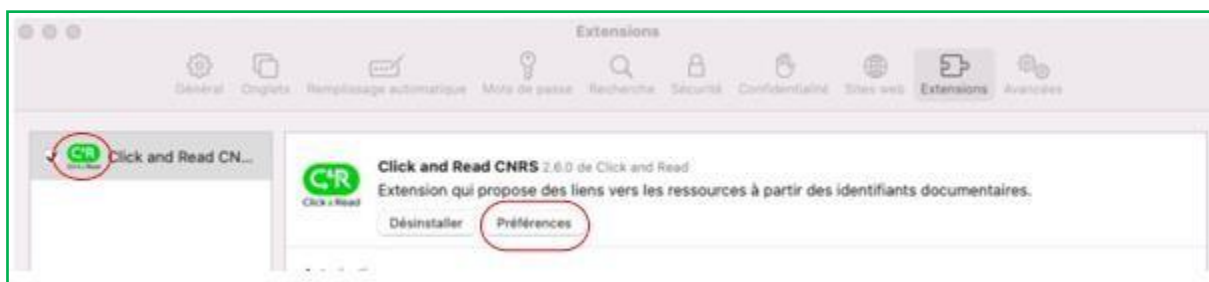 Extensions
Général Onglets Remplissage automatique Mots de passe Recherche Sécurité Confidentialité Sites web Extensions Avancées
C&R Click and Read CN...
Click and Read CNRS 2.6.0 de Click and Read
C&R
Extension qui propose des liens vers les ressources à partir des identifiants documentaires.
Click & Read
Désinstaller Préférences